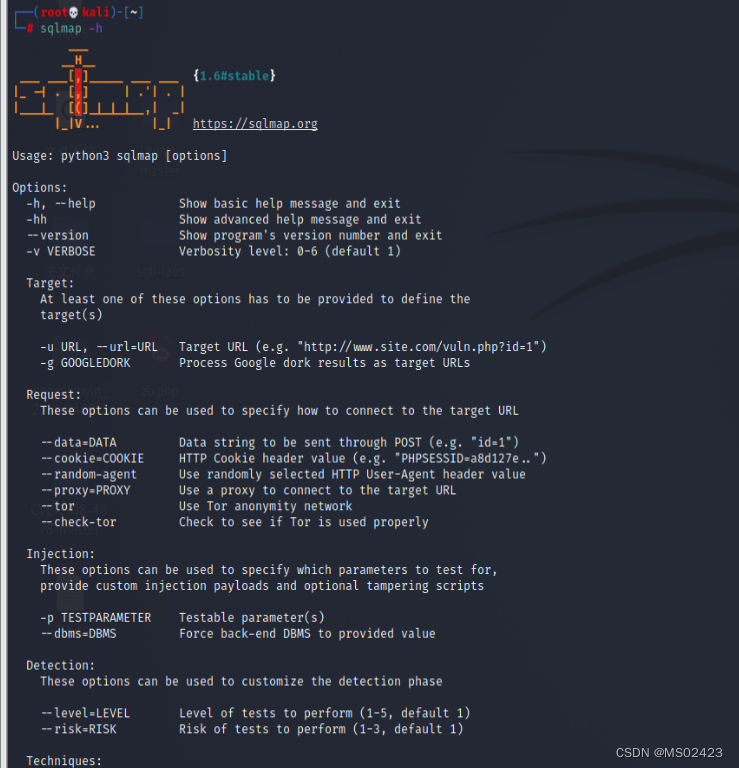 (root💀kali)-[~]
# sqlmap -h
{1.6#stable}
https://sqlmap.org
Usage: python3 sqlmap [options]
Options:
-h, --help Show basic help message and exit
-hh Show advanced help message and exit
--version Show program's version number and exit
-v VERBOSE Verbosity level: 0-6 (default 1)
Target:
At least one of these options has to be provided to define the
target(s)
-u URL, --url=URL Target URL (e.g. "http://www.site.com/vuln.php?id=1")
-g GOOGLEDORK Process Google dork results as target URLs
Request:
These options can be used to specify how to connect to the target URL
--data=DATA Data string to be sent through POST (e.g. "id=1")
--cookie=COOKIE HTTP Cookie header value (e.g. "PHPSESSID=a8d127e..")
--random-agent Use randomly selected HTTP User-Agent header value
--proxy=PROXY Use a proxy to connect to the target URL
--tor Use Tor anonymity network
--check-tor Check to see if Tor is used properly
Injection:
These options can be used to specify which parameters to test for,
provide custom injection payloads and optional tampering scripts
-p TESTPARAMETER Testable parameter(s)
--dbms=DBMS Force back-end DBMS to provided value
Detection:
These options can be used to customize the detection phase
--level=LEVEL Level of tests to perform (1-5, default 1)
--risk=RISK Risk of tests to perform (1-3, default 1)
Techniques:
CSDN @MS02423